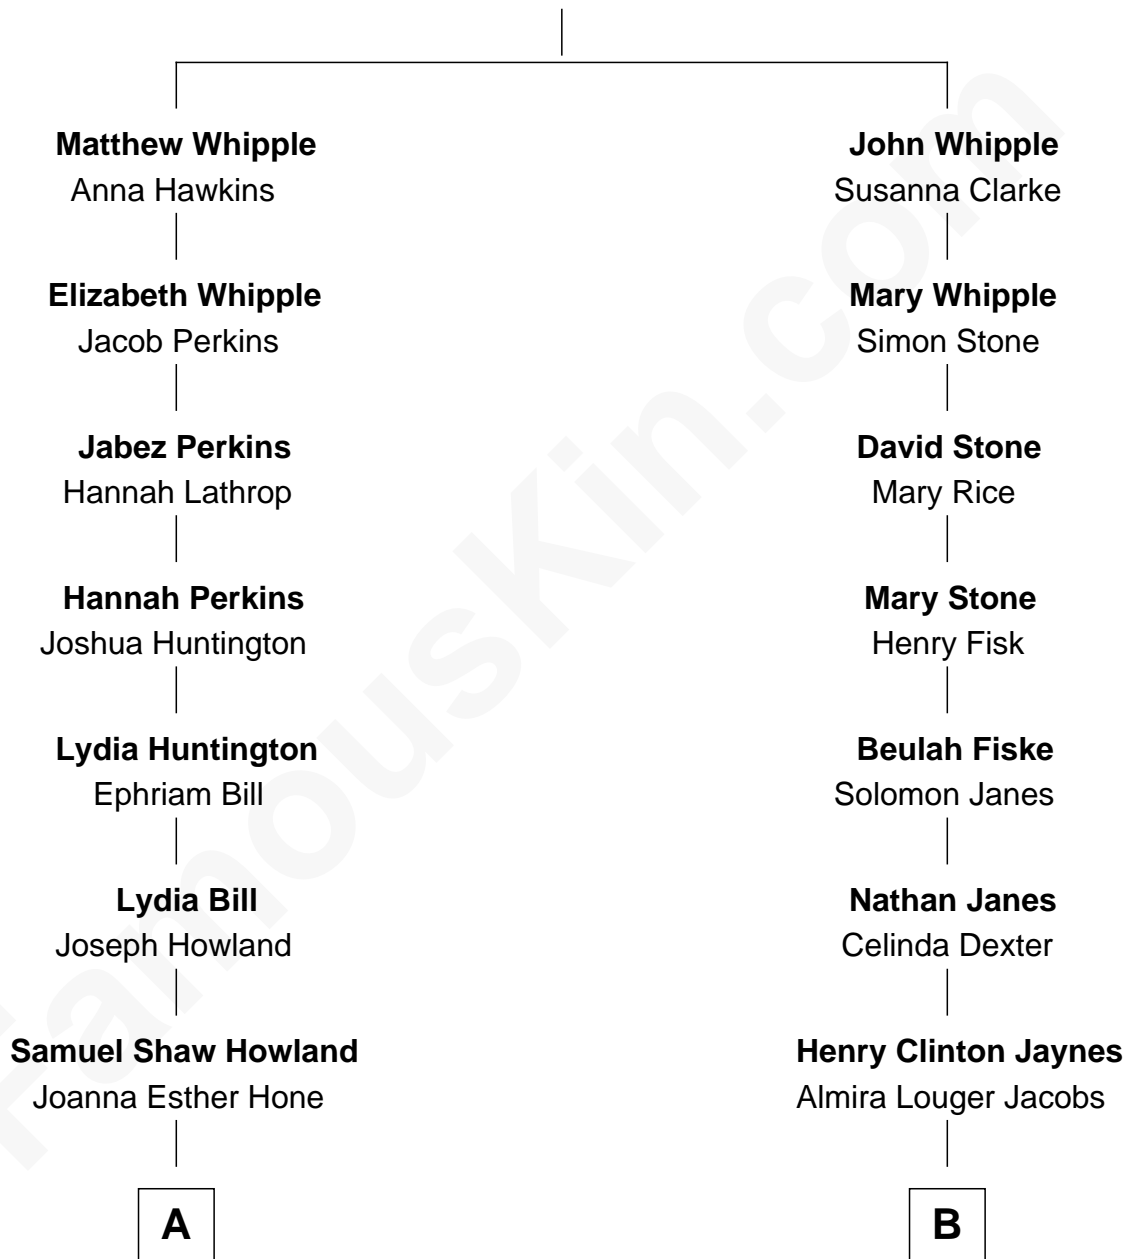 Matthew Whipple
Anna Hawkins
Elizabeth Whipple
Jacob Perkins
Jabez Perkins
Hannah Lathrop
Hannah Perkins
Joshua Huntington
Lydia Huntington
Ephriam Bill
Lydia Bill
Joseph Howland
Samuel Shaw Howland
Joanna Esther Hone
A
John Whipple
Susanna Clarke
Mary Whipple
Simon Stone
David Stone
Mary Rice
Mary Stone
Henry Fisk
Beulah Fiske
Solomon Janes
Nathan Janes
Celinda Dexter
Henry Clinton Jaynes
Almira Louger Jacobs
B
FamousKin.com